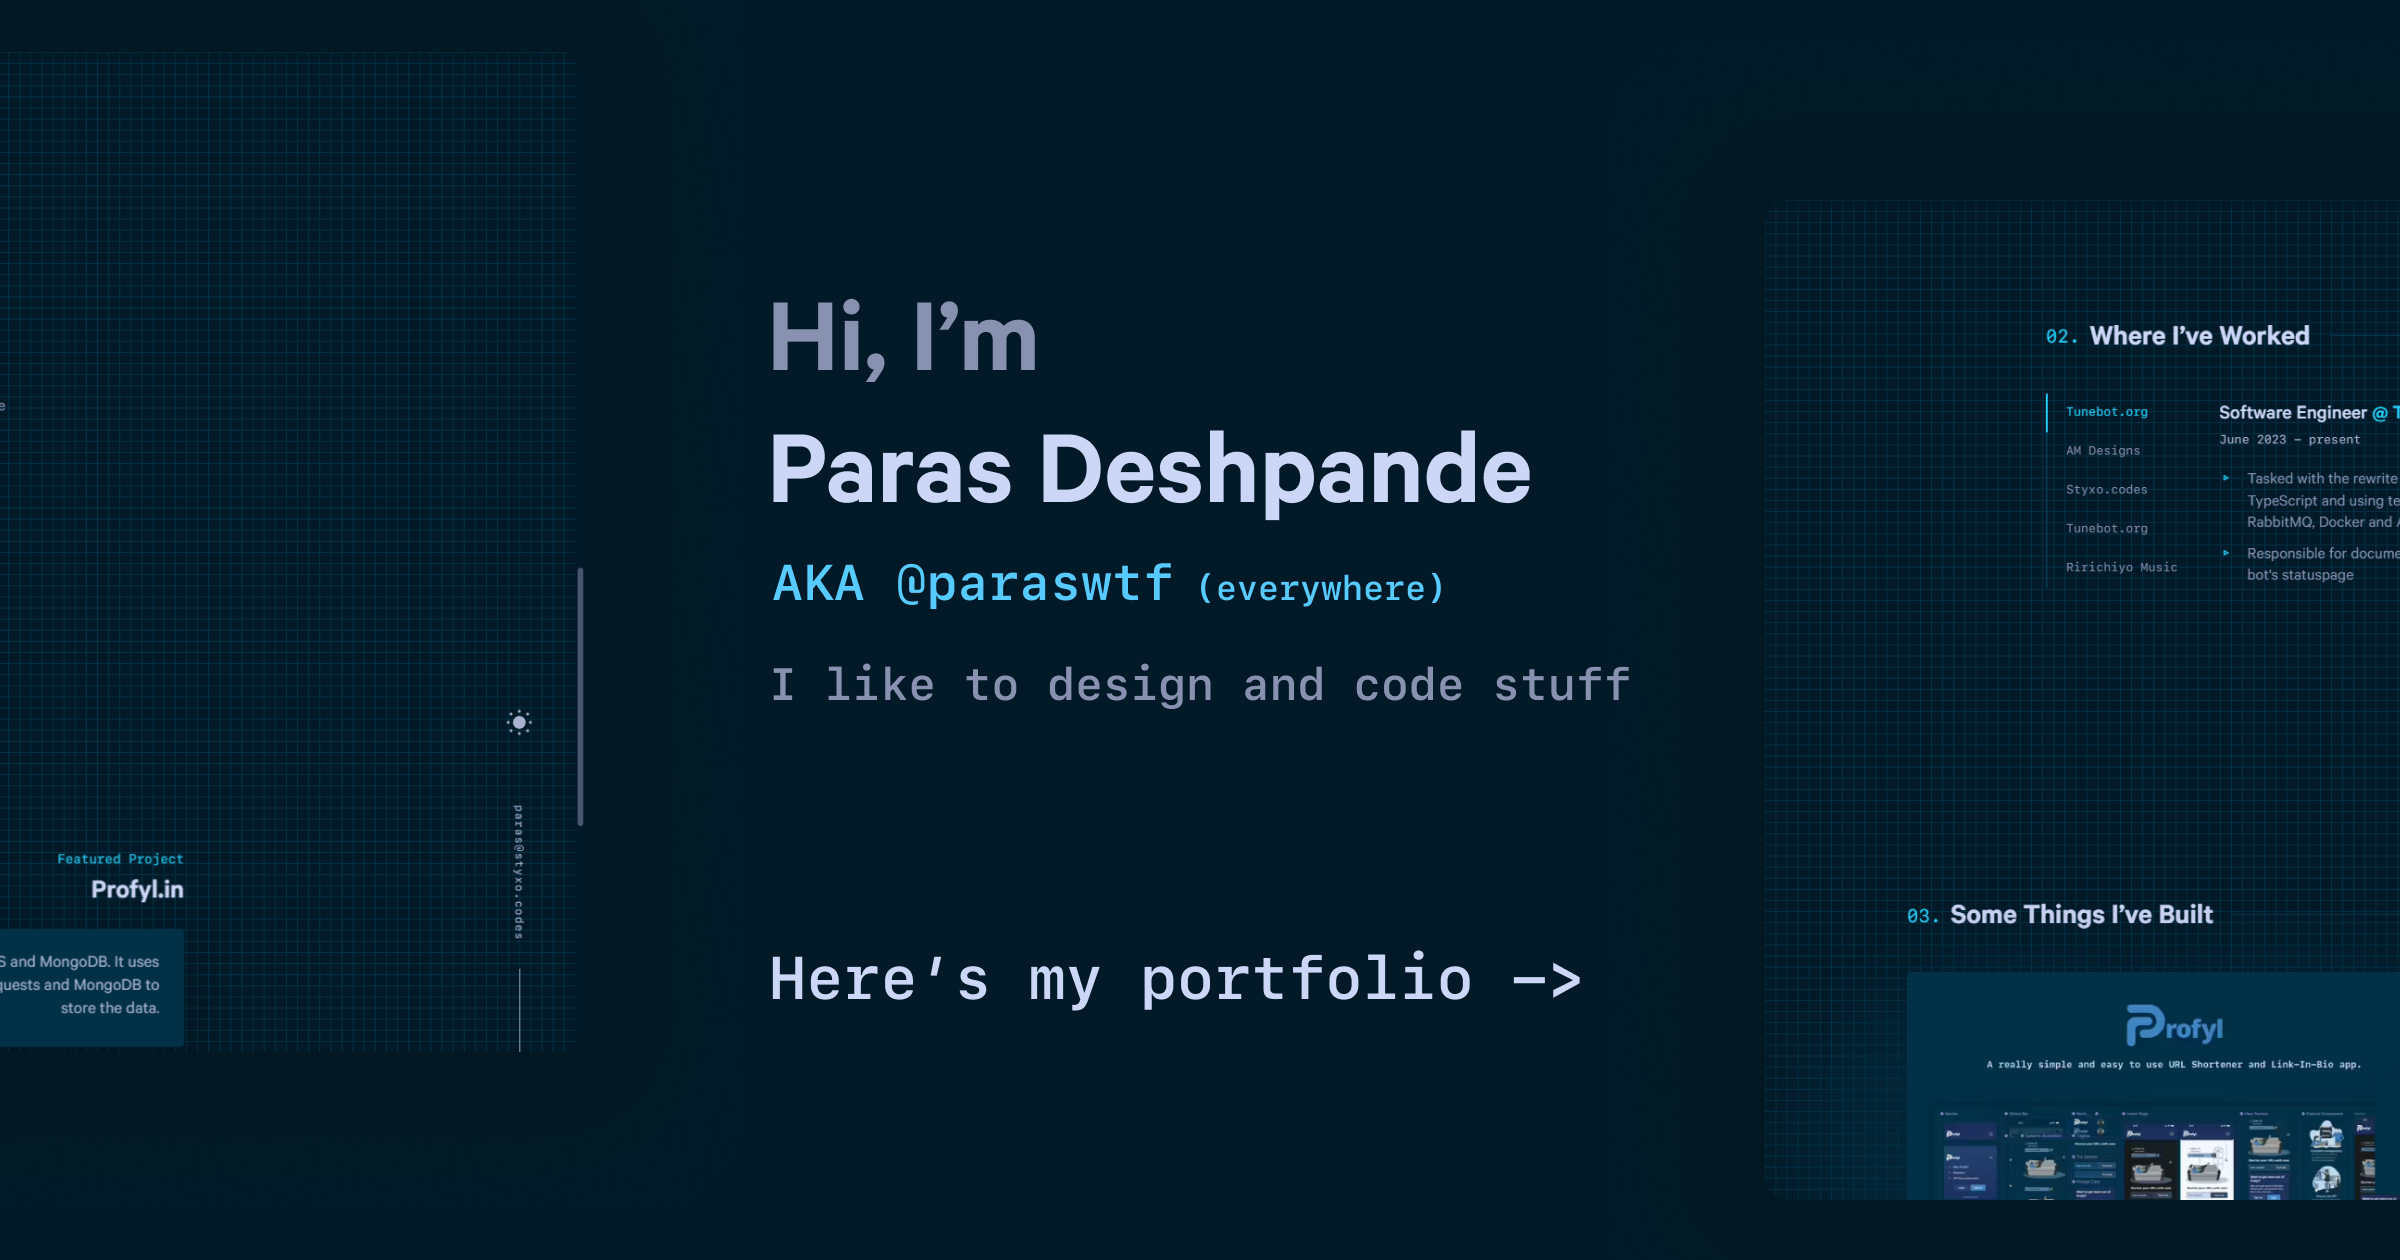 e
Featured Project
Profyl.in
S and MongoDB. It uses
quests and MongoDB to
store the data.
paras@styxo.codes
Hi, I’m
Paras Deshpande
AKA @paraswtf (everywhere)
I like to design and code stuff
Here’s my portfolio —>
02. Where I’ve Worked
Tunebot.org
AM Designs
Styxo.codes
Tunebot.org
Ririchiyo Music
Software Engineer @ T
June 2023 — present
Tasked with the rewrite
TypeScript and using te
RabbitMQ, Docker and A
Responsible for docume
bot's statuspage
03. Some Things I’ve Built
Profyl
A really simple and easy to use URL Shortener and Link-In-Bio app.